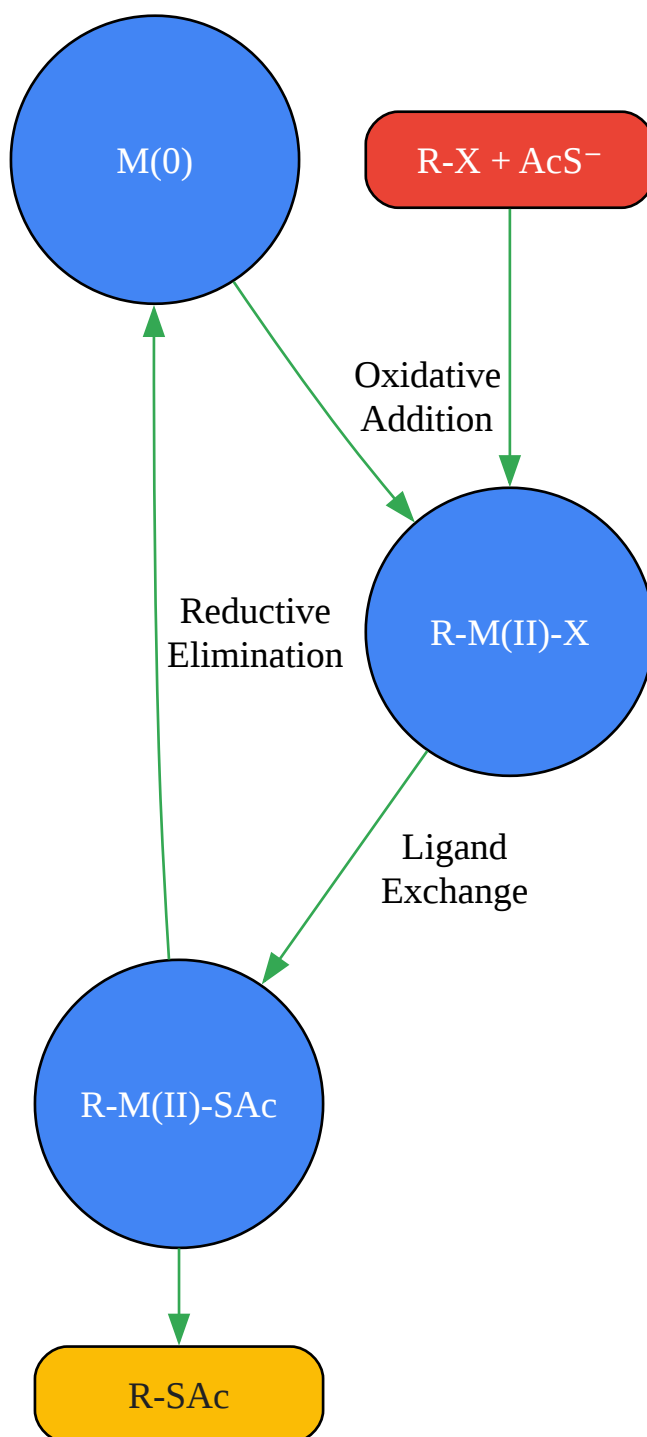 M(0)
R-X + AcS⁻
Oxidative
Addition
Reductive
Elimination
R-M(II)-X
Ligand
Exchange
R-M(II)-SAc
R-SAc